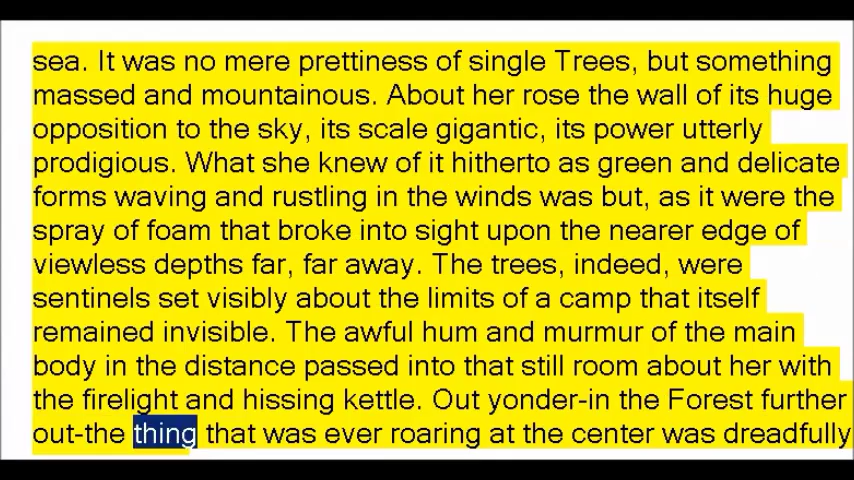 sea. It was no mere prettiness of single Trees, but something
massed and mountainous. About her rose the wall of its huge
opposition to the sky, its scale gigantic, its power utterly
prodigious. What she knew of it hitherto as green and delicate
forms waving and rustling in the winds was but, as it were the
spray of foam that broke into sight upon the nearer edge of
viewless depths far, far away. The trees, indeed, were
sentinels set visibly about the limits of a camp that itself
remained invisible. The awful hum and murmur of the main
body in the distance passed into that still room about her with
the firelight and hissing kettle. Out yonder-in the Forest further
out-the thing that was ever roaring at the center was dreadfully